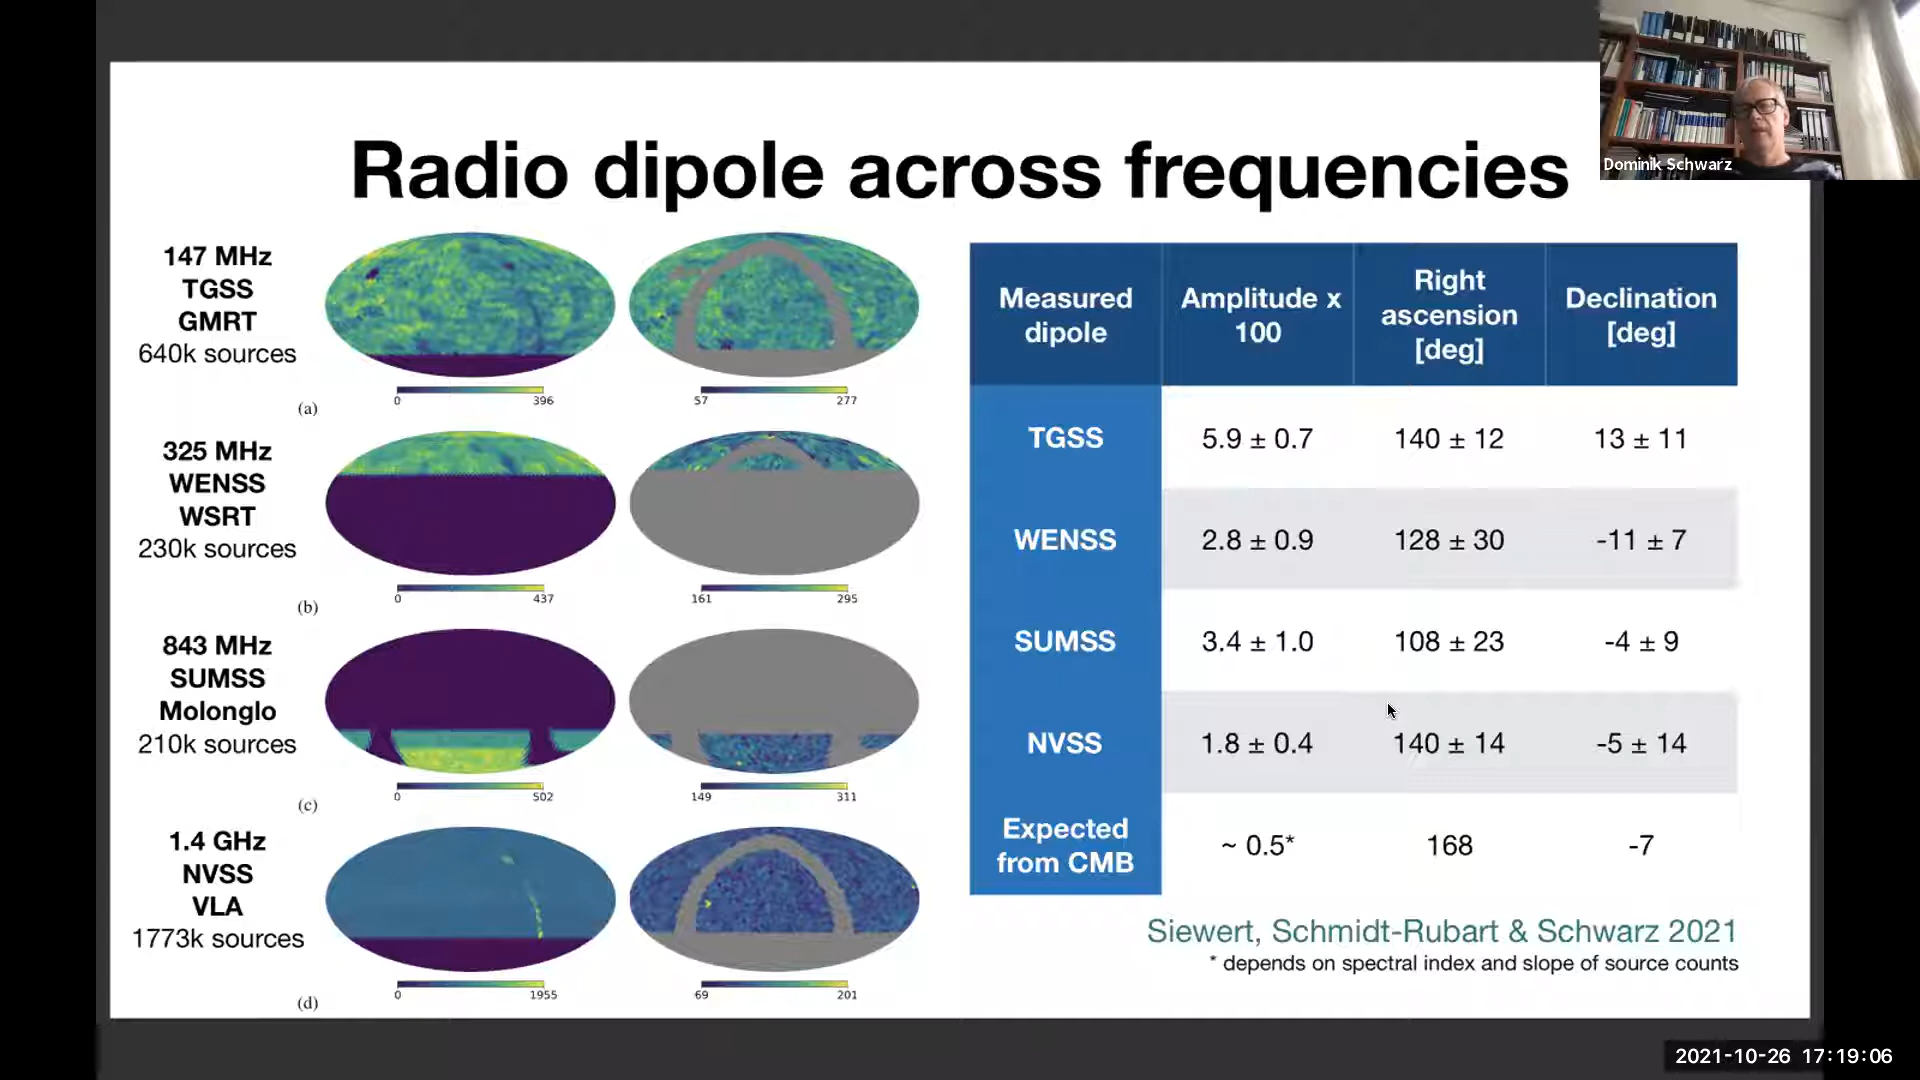 Radio dipole across frequencies
Dominik Schwarz
147 MHz
TGSS
GMRT
640k sources
0 396
57 277
(a)
325 MHz
WENSS
WSRT
230k sources
0 437
161 295
(b)
843 MHz
SUMSS
Molonglo
210k sources
0 502
149 311
(c)
1.4 GHz
NVSS
VLA
1773k sources
0 1955
69 201
(d)
Measured dipole
Amplitude x 100
Right ascension [deg]
Declination [deg]
TGSS 5.9 ± 0.7 140 ± 12 13 ± 11
WENSS 2.8 ± 0.9 128 ± 30 -11 ± 7
SUMSS 3.4 ± 1.0 108 ± 23 -4 ± 9
NVSS 1.8 ± 0.4 140 ± 14 -5 ± 14
Expected from CMB ~ 0.5* 168 -7
Siewert, Schmidt-Rubart & Schwarz 2021
* depends on spectral index and slope of source counts
2021-10-26 17:19:06